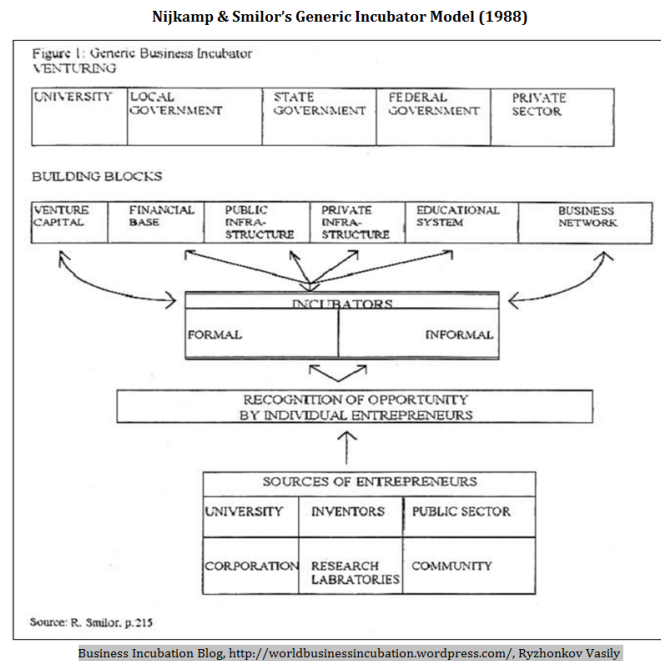 Nijkamp & Smilor's Generic Incubator Model (1988)
Figure 1: Generic Business Incubator
VENTURING
UNIVERSITY
LOCAL
GOVERNMENT
STATE
GOVERNMENT
FEDERAL
GOVERNMENT
PRIVATE
SECTOR
BUILDING BLOCKS
VENTURE
CAPITAL
FINANCIAL
BASE
PUBLIC
INFRA-
STRUCTURE
PRIVATE
INFRA-
STRUCTURE
EDUCATIONAL
SYSTEM
BUSINESS
NETWORK
INCUBATORS
FORMAL
INFORMAL
RECOGNITION OF OPPORTUNITY
BY INDIVIDUAL ENTREPRENEURS
SOURCES OF ENTREPRENEURS
UNIVERSITY
INVENTORS
PUBLIC SECTOR
CORPORATION
RESEARCH
LABRATORIES
COMMUNITY
Source: R. Smilor, p.215
Business Incubation Blog, http://worldbusinessincubation.wordpress.com/, Ryzhonkov Vasily